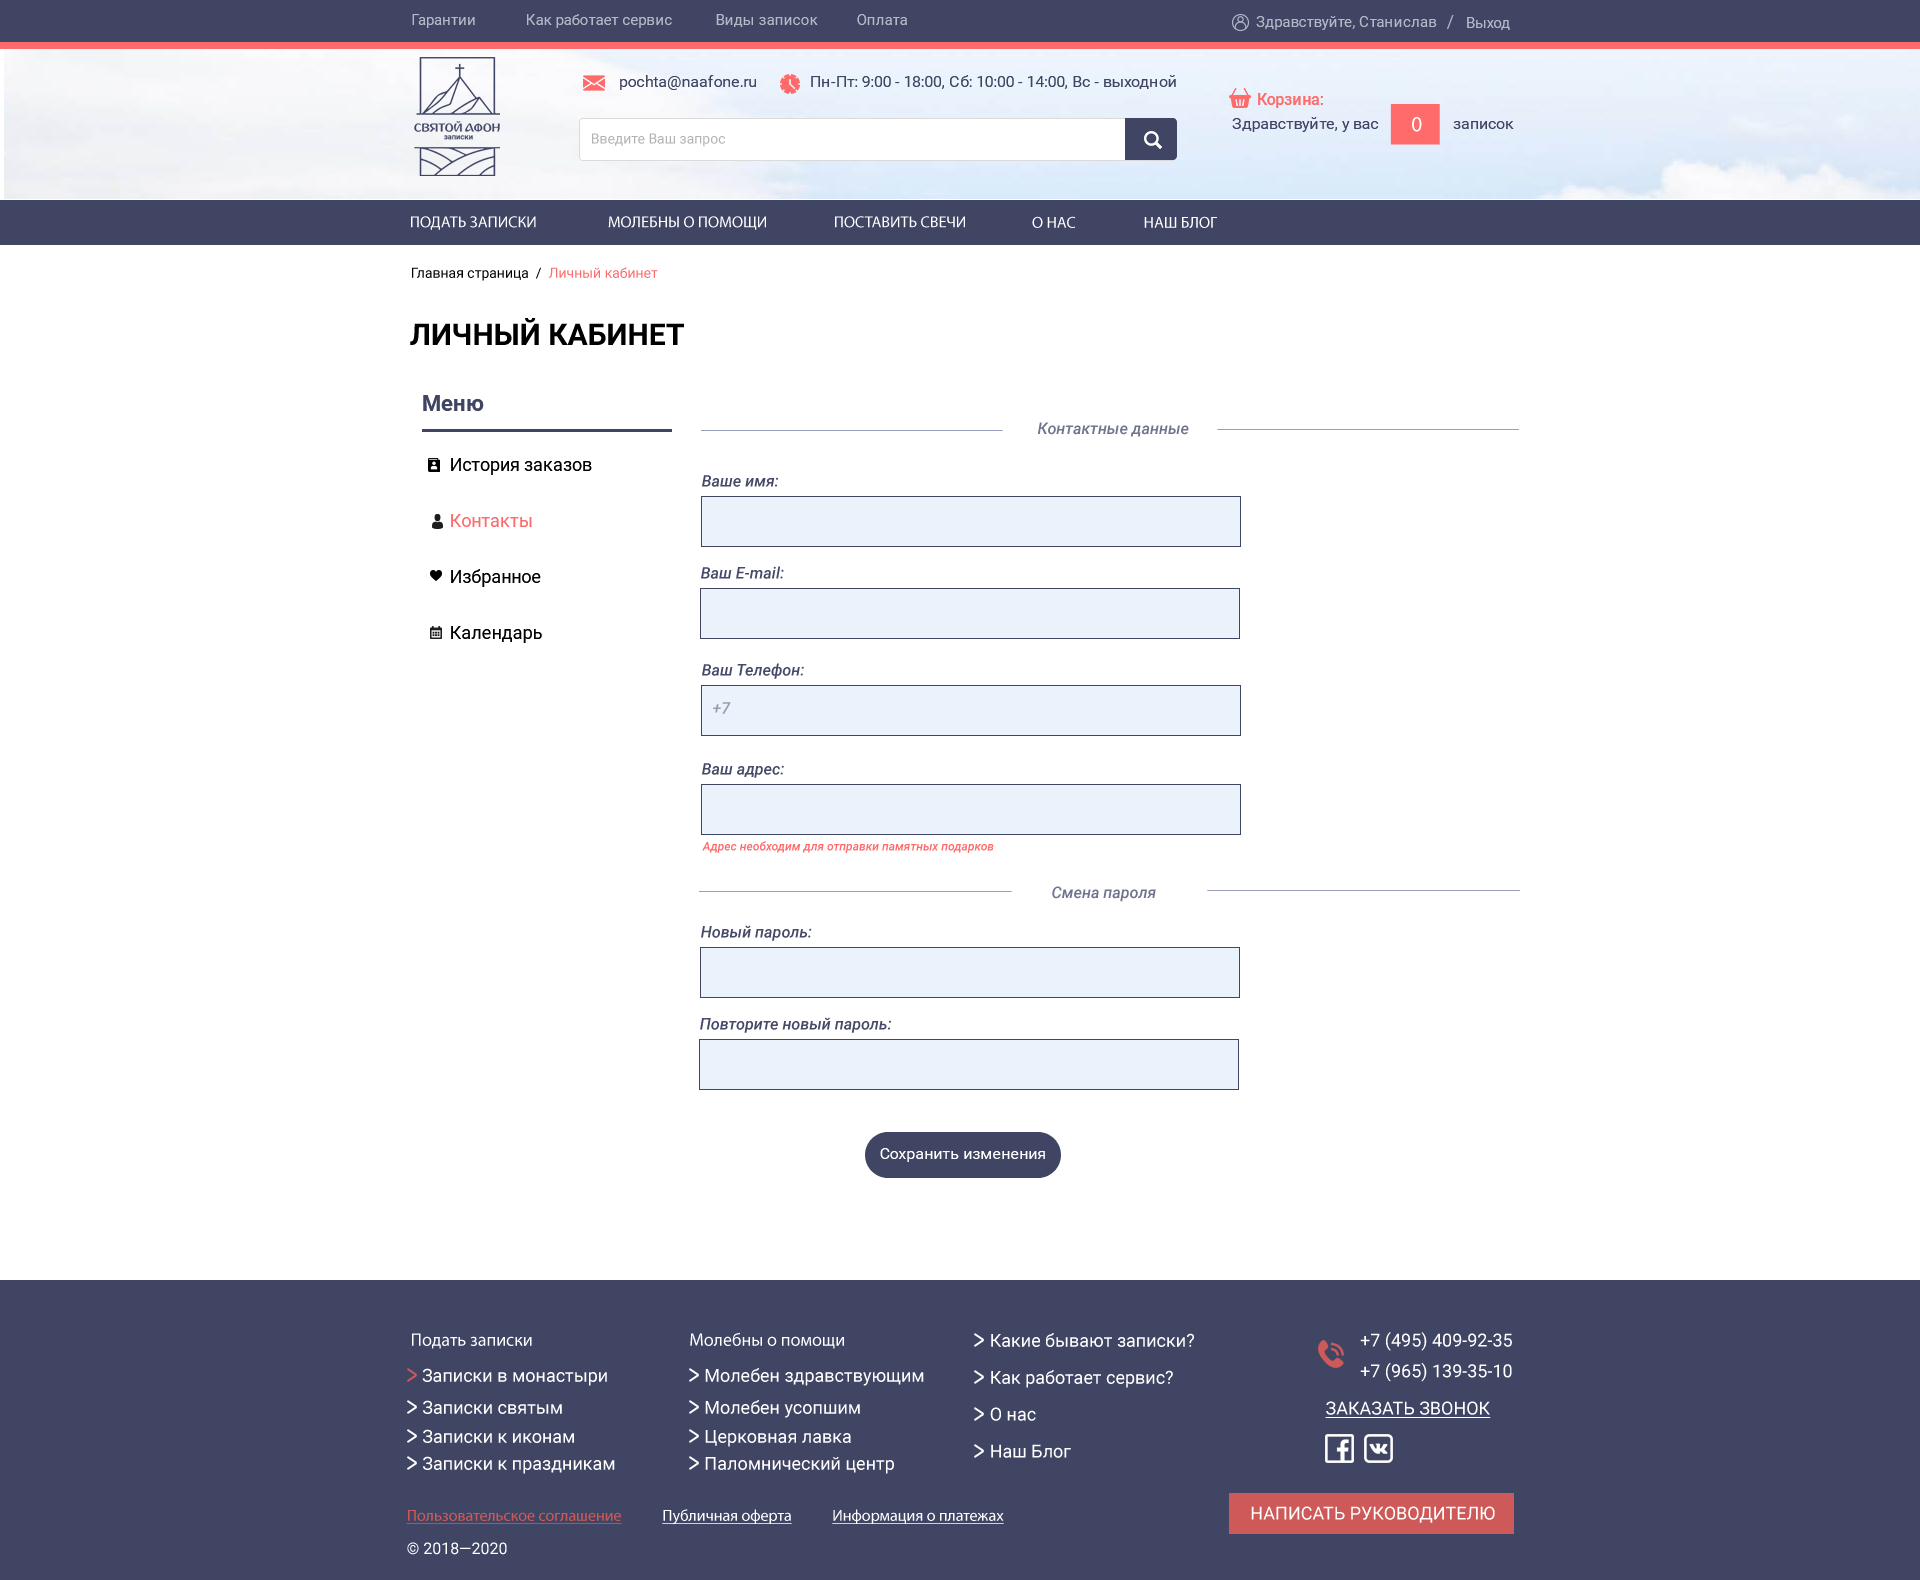 Гарантии Как работает сервис Виды записок Оплата Здравствуйте, Станислав / Выход
pochta@naafone.ru Пн-Пт: 9:00 - 18:00, Сб: 10:00 - 14:00, Вс - выходной
Корзина:
Здравствуйте, у вас 0 записок
СВЯТОЙ АФОН
записки
Введите Ваш запрос
ПОДАТЬ ЗАПИСКИ МОЛЕБНЫ О ПОМОЩИ ПОСТАВИТЬ СВЕЧИ О НАС НАШ БЛОГ
Главная страница / Личный кабинет
ЛИЧНЫЙ КАБИНЕТ
Меню
История заказов
Контакты
Избранное
Календарь
Контактные данные
Ваше имя:
Ваш E-mail:
Ваш Телефон:
+7
Ваш адрес:
Адрес необходим для отправки памятных подарков
Смена пароля
Новый пароль:
Повторите новый пароль:
Сохранить изменения
Подать записки
> Записки в монастыри
> Записки святым
> Записки к иконам
> Записки к праздникам
Молебны о помощи
> Молебен здравствующим
> Молебен усопшим
> Церковная лавка
> Паломнический центр
> Какие бывают записки?
> Как работает сервис?
> О нас
> Наш Блог
+7 (495) 409-92-35
+7 (965) 139-35-10
ЗАКАЗАТЬ ЗВОНОК
НАПИСАТЬ РУКОВОДИТЕЛЮ
Пользовательское соглашение Публичная оферта Информация о платежах
© 2018—2020